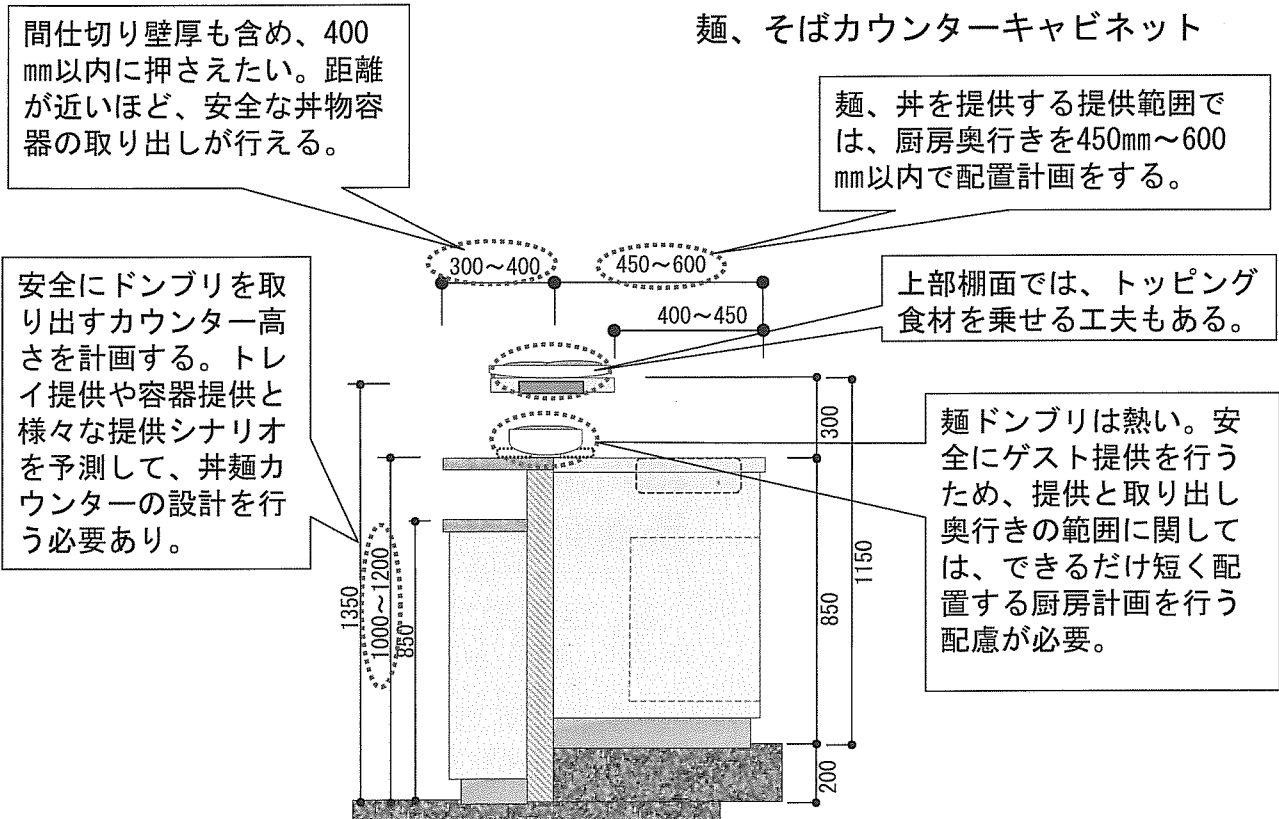 麺、そばカウンターキャビネット
間仕切り壁厚も含め、400
㎜以内に押さえたい。距離
が近いほど、安全な丼物容
器の取り出しが行える。
麺、丼を提供する提供範囲で
は、厨房奥行きを450㎜～600
㎜以内で配置計画をする。
安全にドンブリを取
り出すカウンター高
さを計画する。トレ
イ提供や容器提供と
様々な提供シナリオ
を予測して、丼麺カ
ウンターの設計を行
う必要あり。
300～400
450～600
400～450
上部棚面では、トッピング
食材を乗せる工夫もある。
麺ドンブリは熱い。安
全にゲスト提供を行う
ため、提供と取り出し
奥行きの範囲に関して
は、できるだけ短く配
置する厨房計画を行う
配慮が必要。
1350
1000～1200
850
300
850
1150
200